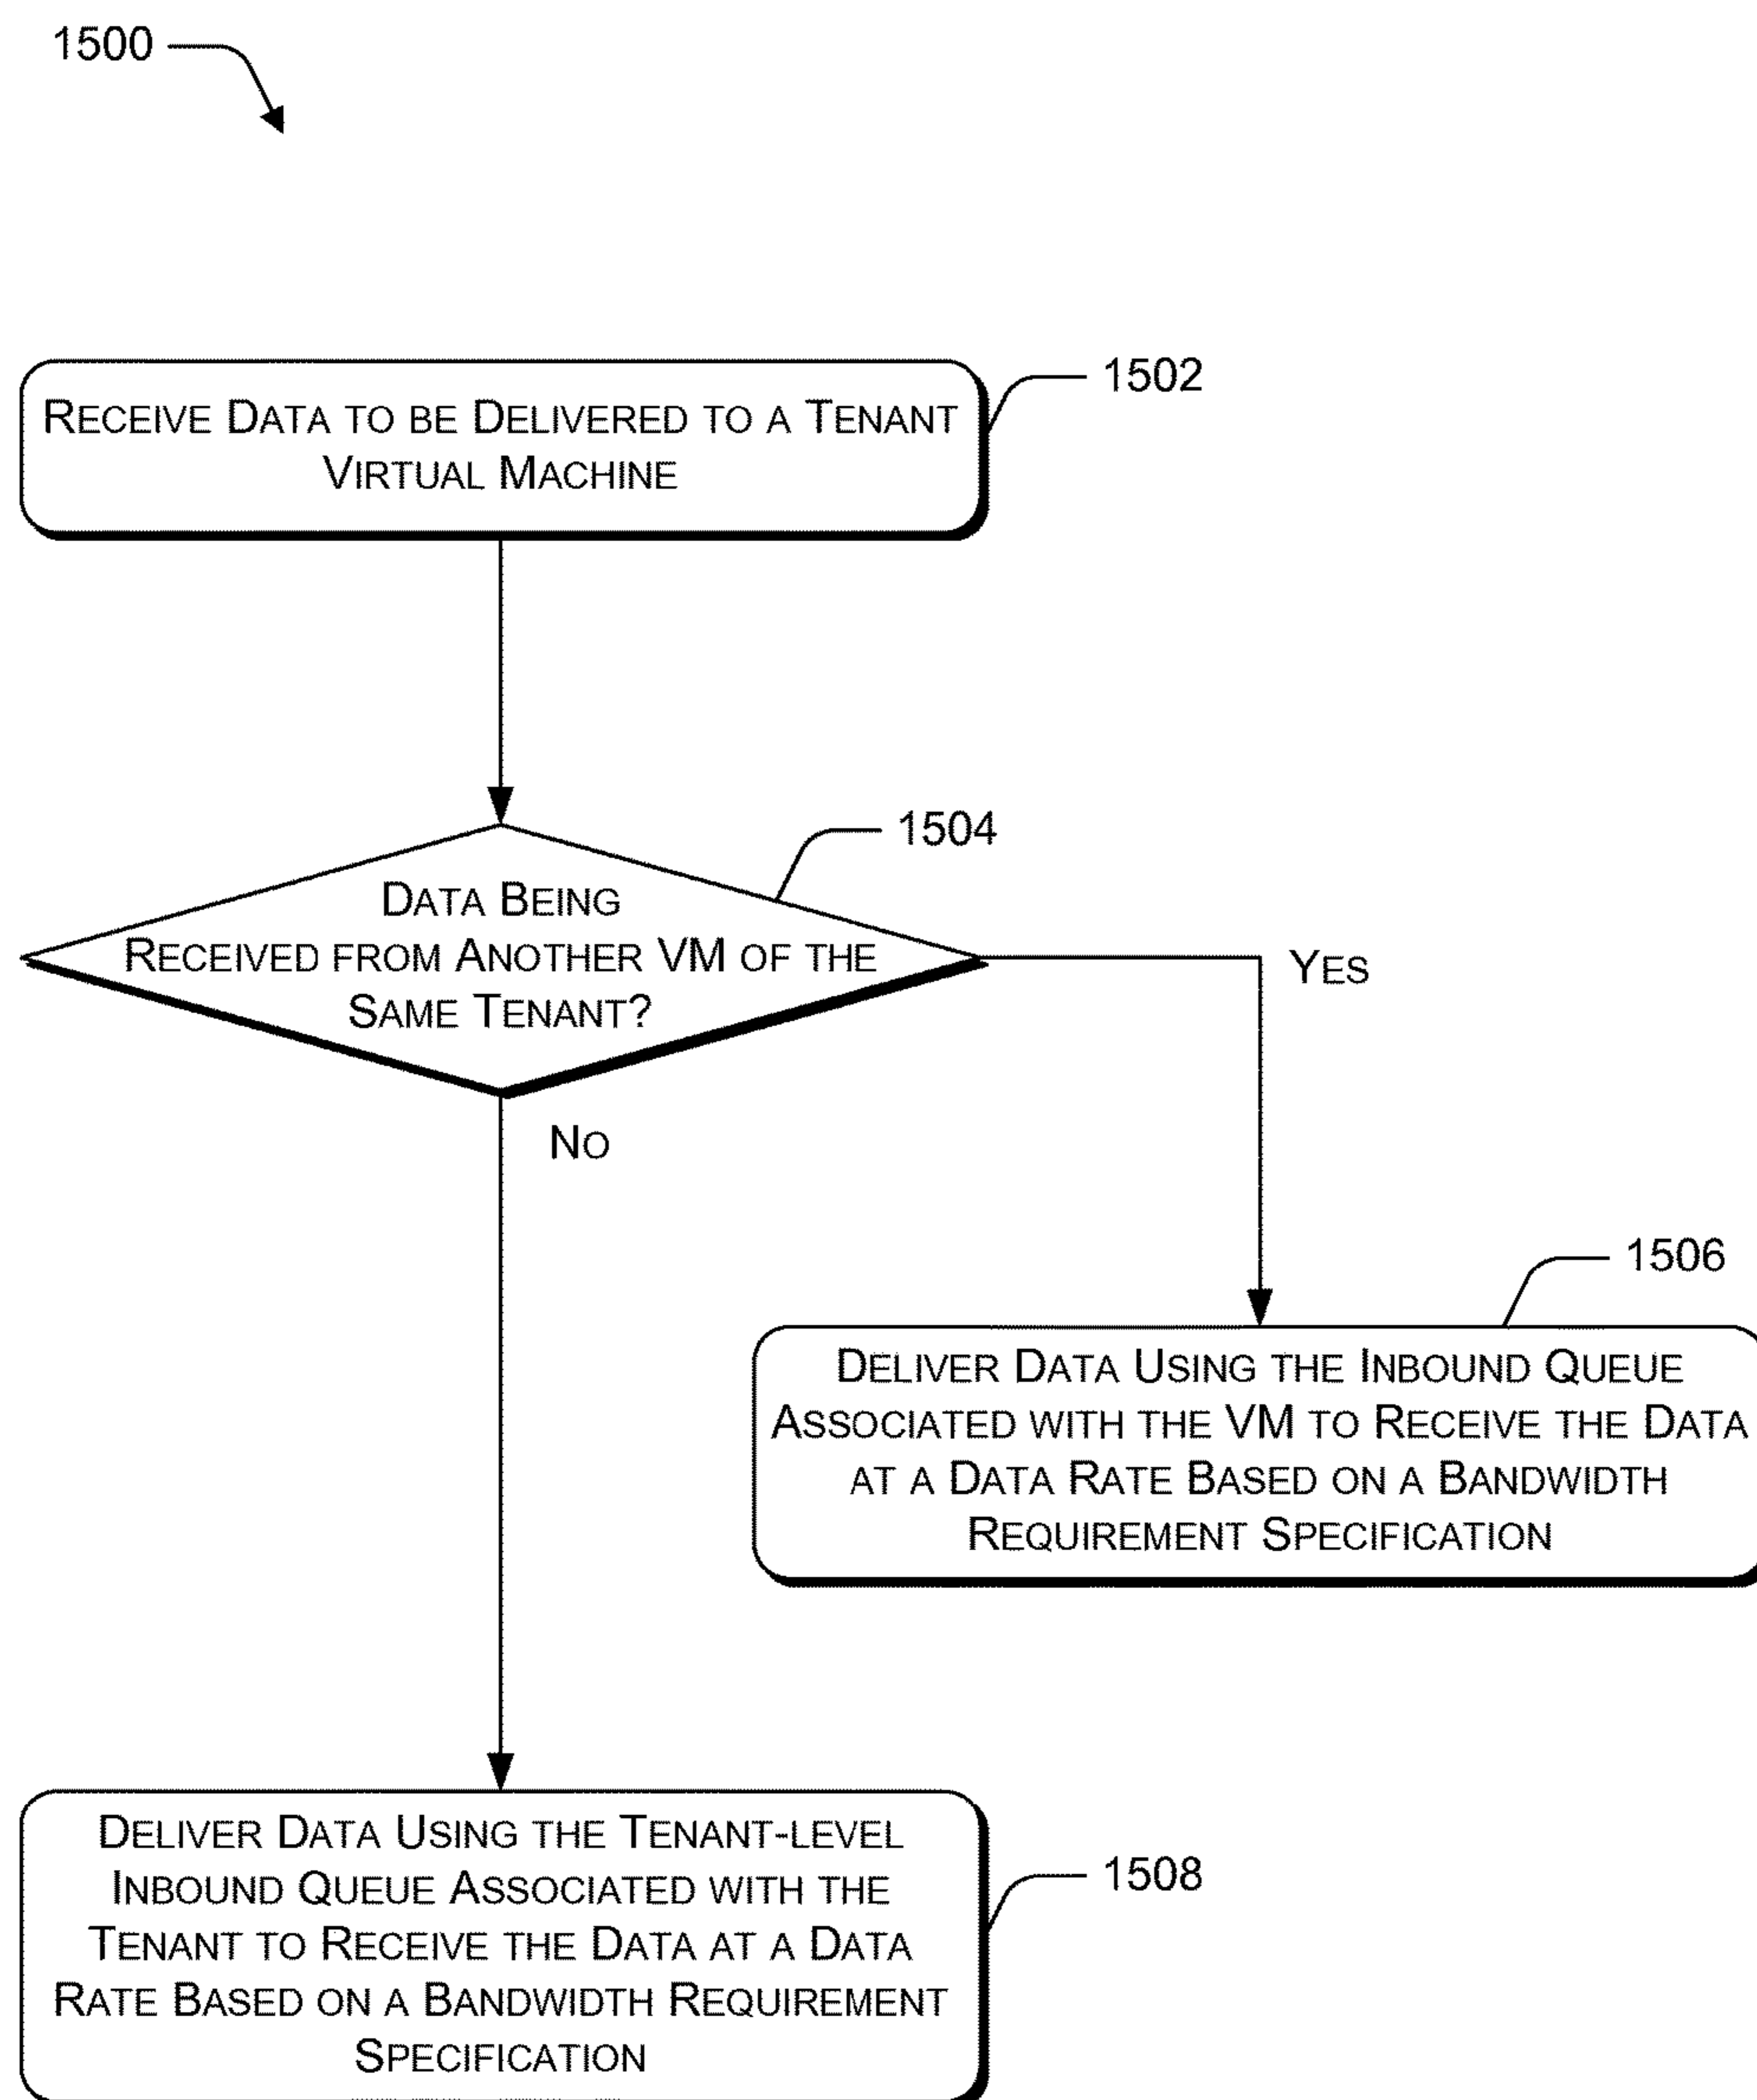 1500
RECEIVE DATA TO BE DELIVERED TO A TENANT
VIRTUAL MACHINE
1502
DATA BEING
RECEIVED FROM ANOTHER VM OF THE
SAME TENANT?
1504
YES
NO
1506
DELIVER DATA USING THE INBOUND QUEUE
ASSOCIATED WITH THE VM TO RECEIVE THE DATA
AT A DATA RATE BASED ON A BANDWIDTH
REQUIREMENT SPECIFICATION
DELIVER DATA USING THE TENANT-LEVEL
INBOUND QUEUE ASSOCIATED WITH THE
TENANT TO RECEIVE THE DATA AT A DATA
RATE BASED ON A BANDWIDTH REQUIREMENT
SPECIFICATION
1508